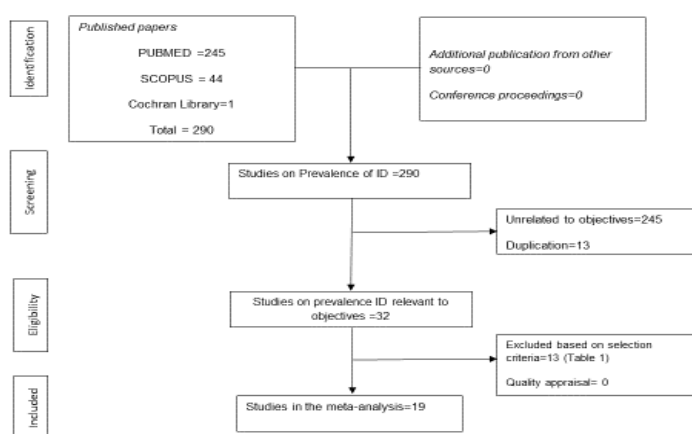 Identification
Published papers
PUBMED =245
SCOPUS = 44
Cochran Library=1
Total = 290
Additional publication from other
sources=0
Conference proceedings=0
Screening
Studies on Prevalence of ID =290
Unrelated to objectives=245
Duplication=13
Eligibility
Studies on prevalence ID relevant to
objectives =32
Excluded based on selection
criteria=13 (Table 1)
Quality appraisal= 0
Included
Studies in the meta-analysis=19